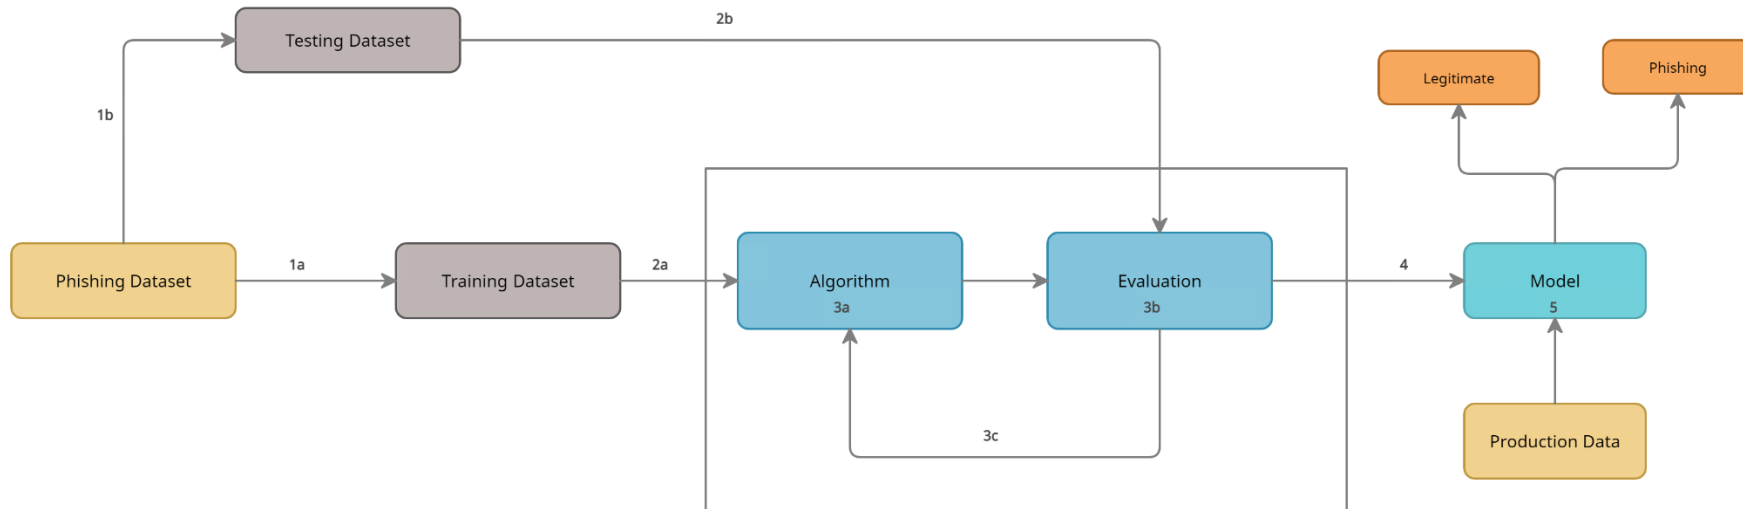 2b
Testing Dataset
Legitimate
Phishing
1b
Phishing Dataset
1a
Training Dataset
2a
Algorithm
3a
Evaluation
3b
4
Model
5
3c
Production Data